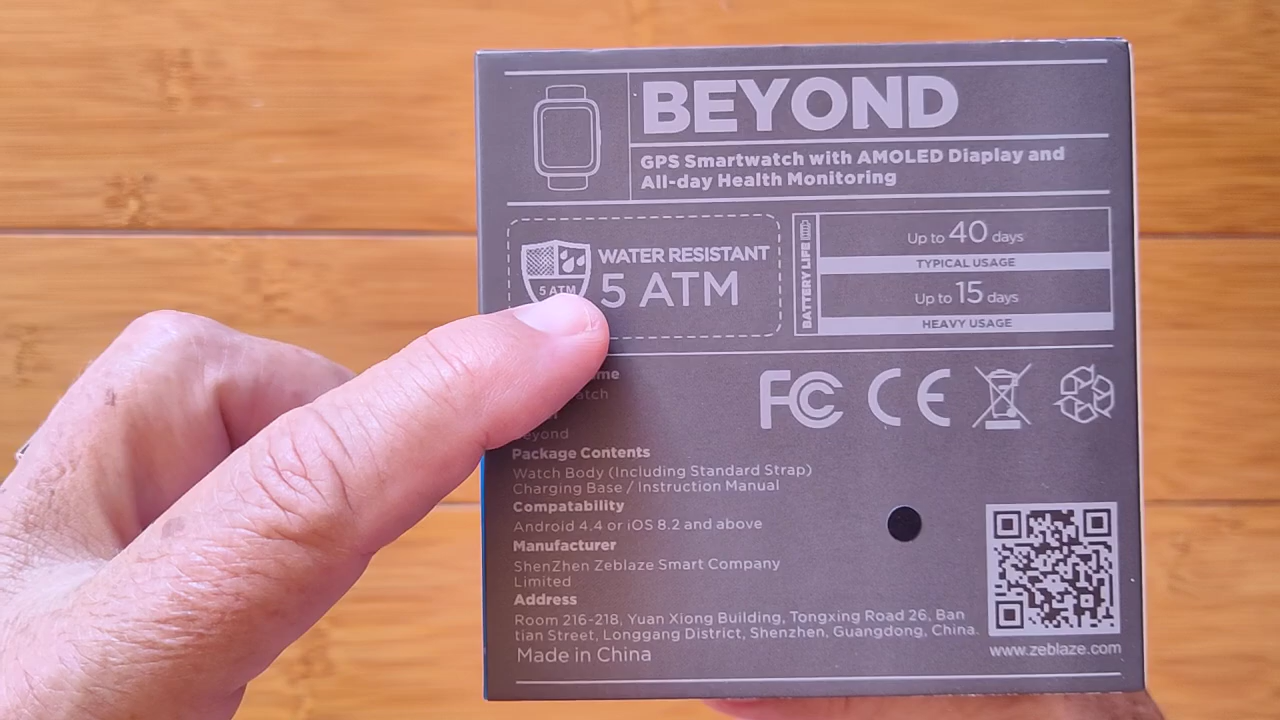 BEYOND
GPS Smartwatch with AMOLED Diaplay and
All-day Health Monitoring
5 ATM
WATER RESISTANT
5 ATM
BATTERY LIFE
Up to 40 days
TYPICAL USAGE
Up to 15 days
HEAVY USAGE
FC CE
Package Contents
Watch Body (Including Standard Strap)
Charging Base / Instruction Manual
Compatability
Android 4.4 or iOS 8.2 and above
Manufacturer
ShenZhen Zeblaze Smart Company
Limited
Address
Room 216-218, Yuan Xiong Building, Tongxing Road 26, Ban
tian Street, Longgang District, Shenzhen, Guangdong, China.
Made in China
www.zeblaze.com